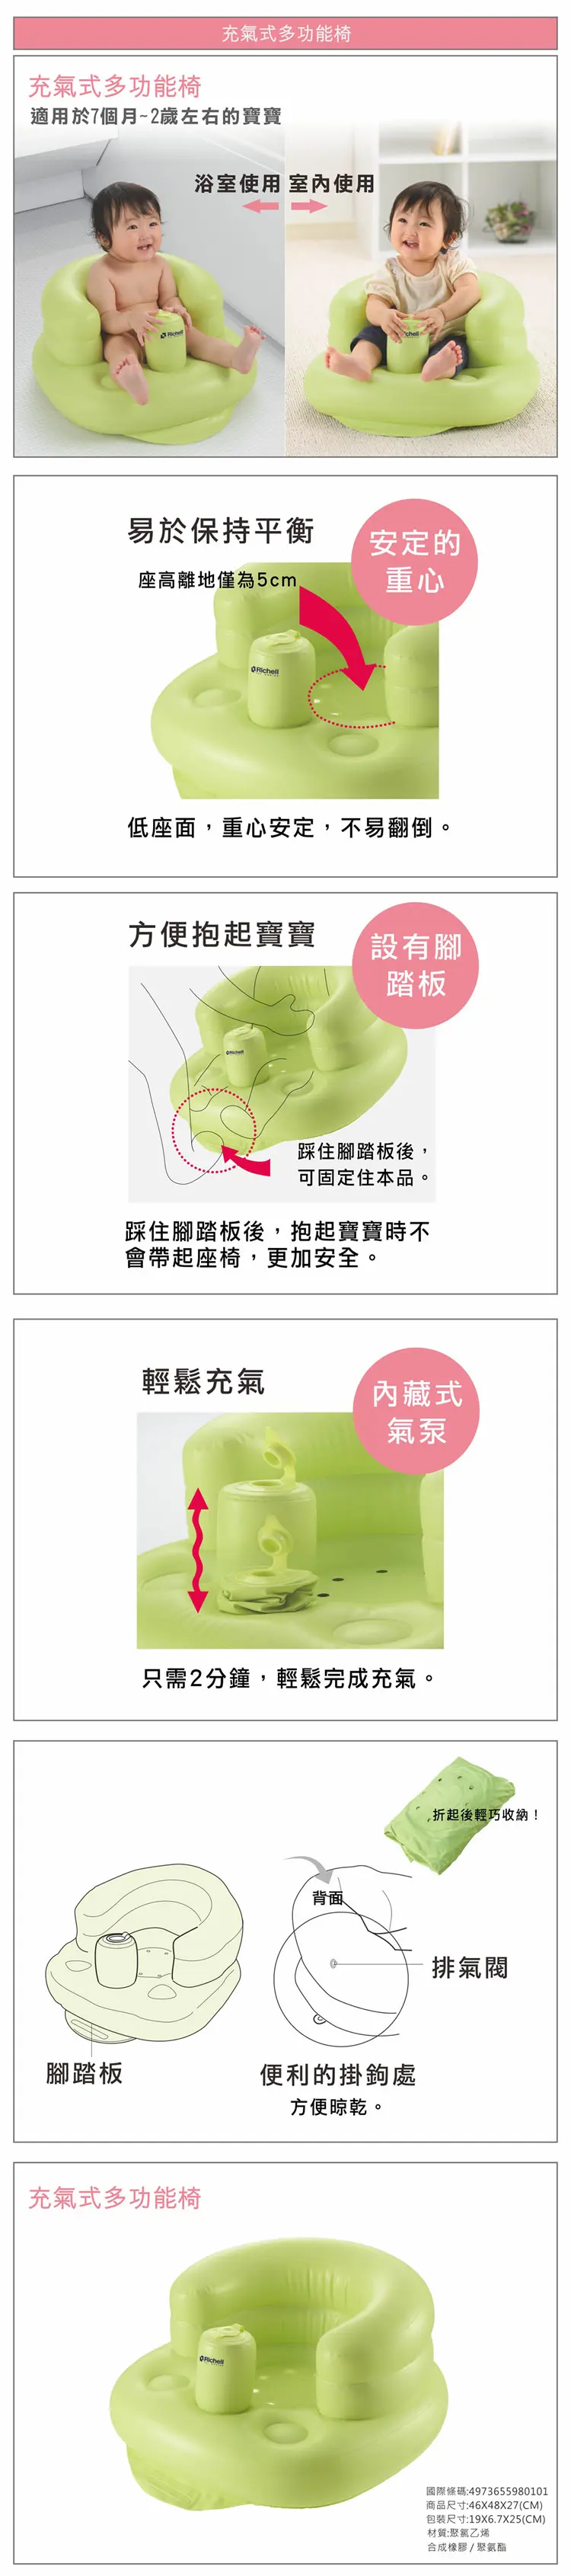 充氣式多功能椅
充氣式多功能椅
適用於7個月~2歲左右的寶寶
浴室使用 室內使用
Richell
chell
易於保持平衡
安定的
重心
座高離地僅為5cm
Richell
低座面，重心安定，不易翻倒。
方便抱起寶寶
設有腳
踏板
Richell
踩住腳踏板後，
可固定住本品。
踩住腳踏板後，抱起寶寶時不
會帶起座椅，更加安全。
輕鬆充氣
內藏式
氣泵
只需2分鐘，輕鬆完成充氣。
折起後輕巧收納！
背面
排氣閥
腳踏板
便利的掛鉤處
方便晾乾。
充氣式多功能椅
Richell
國際條碼:4973655980101
商品尺寸:46X48X27(CM)
包裝尺寸:19X6.7X25(CM)
材質:聚氯乙烯
合成橡膠/聚氨酯